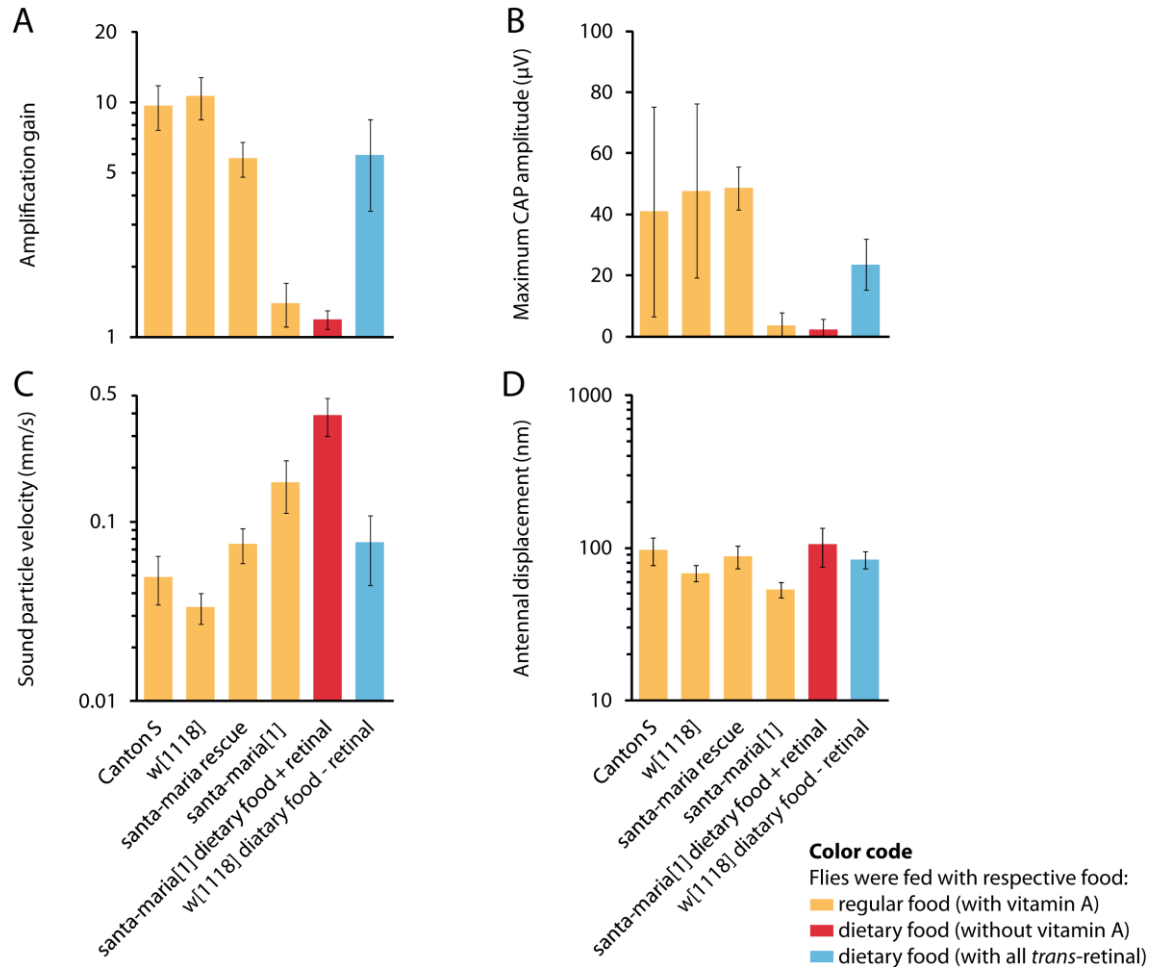 A
Amplification gain
20
10
5
1
B
Maximum CAP amplitude (µV)
100
80
60
40
20
0
C
Sound particle velocity (mm/s)
0.5
0.1
0.01
D
Antennal displacement (nm)
1000
100
10
Canton S
w[1118]
santa-maria rescue
santa-maria[1]
santa-maria[1] dietary food + retinal
w[1118] diatary food - retinal
Canton S
w[1118]
santa-maria rescue
santa-maria[1]
santa-maria[1] dietary food + retinal
w[1118] diatary food - retinal
Color code
Flies were fed with respective food:
regular food (with vitamin A)
dietary food (without vitamin A)
dietary food (with all trans-retinal)